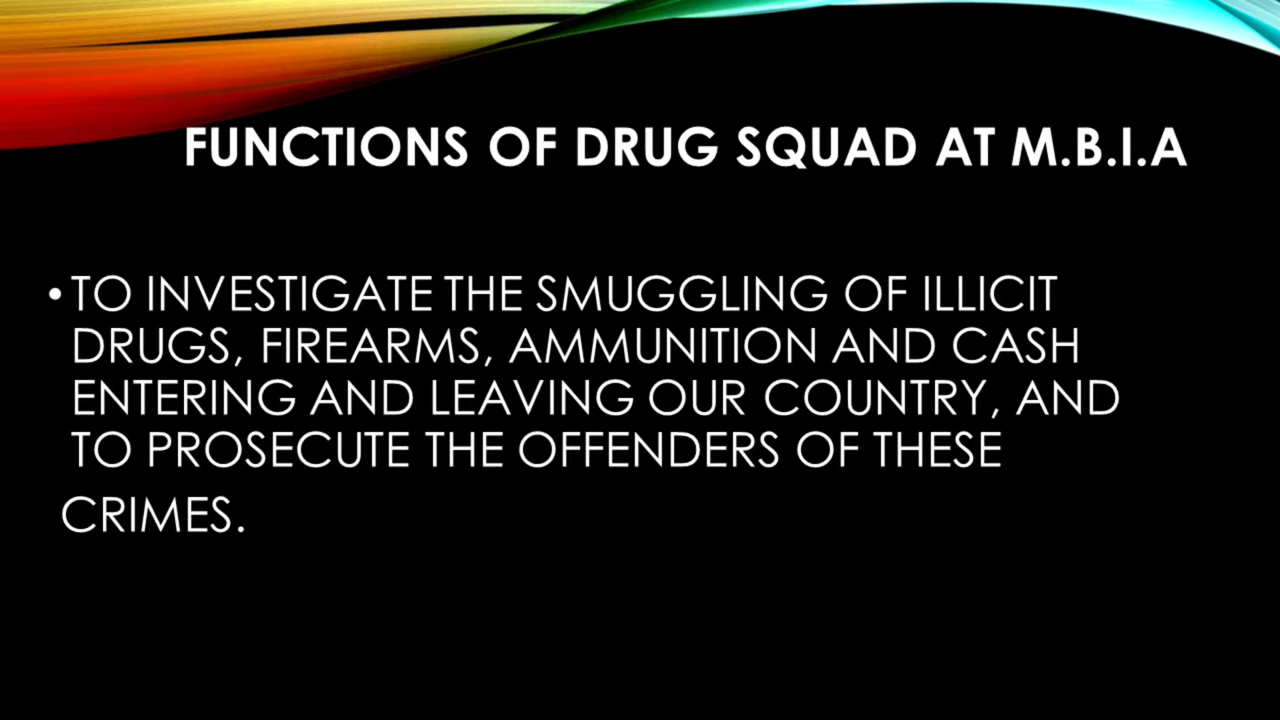 FUNCTIONS OF DRUG SQUAD AT M.B.I.A
• TO INVESTIGATE THE SMUGGLING OF ILLICIT
DRUGS, FIREARMS, AMMUNITION AND CASH
ENTERING AND LEAVING OUR COUNTRY, AND
TO PROSECUTE THE OFFENDERS OF THESE
CRIMES.